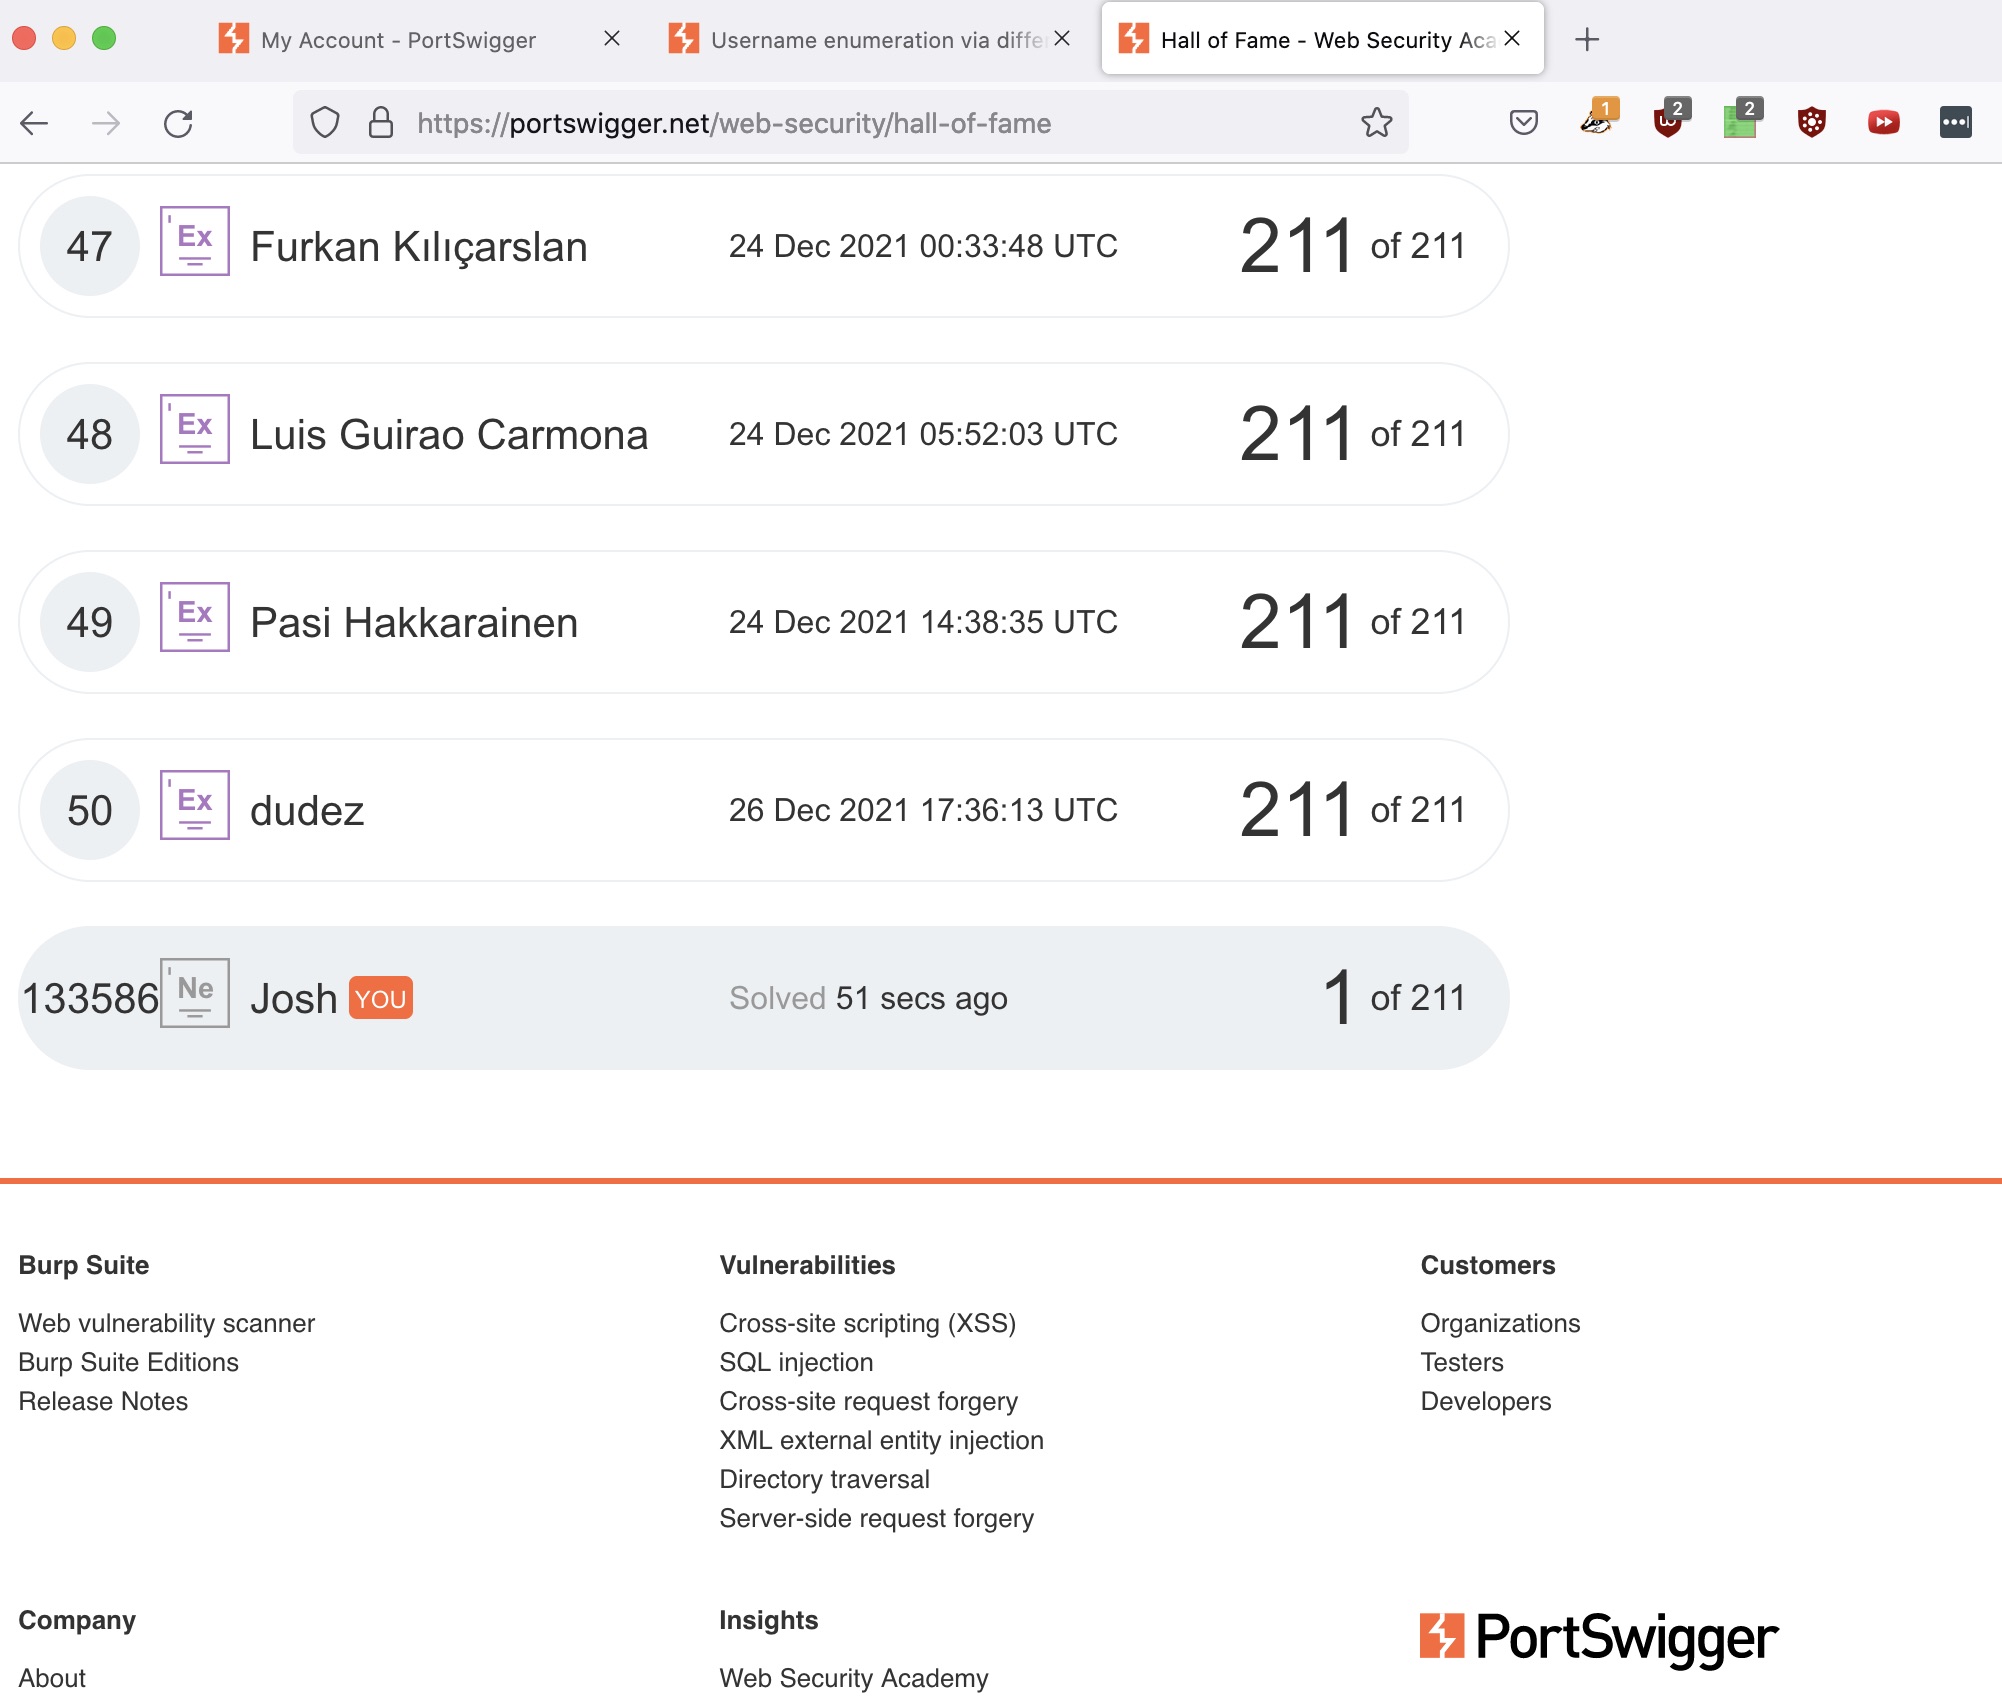 My Account - PortSwigger
Username enumeration via diffe
Hall of Fame - Web Security Aca
https://portswigger.net/web-security/hall-of-fame
1
2
2
47 Ex Furkan Kılıçarslan 24 Dec 2021 00:33:48 UTC 211 of 211
48 Ex Luis Guirao Carmona 24 Dec 2021 05:52:03 UTC 211 of 211
49 Ex Pasi Hakkarainen 24 Dec 2021 14:38:35 UTC 211 of 211
50 Ex dudez 26 Dec 2021 17:36:13 UTC 211 of 211
133586 Ne Josh YOU Solved 51 secs ago 1 of 211
Burp Suite
Web vulnerability scanner
Burp Suite Editions
Release Notes
Vulnerabilities
Cross-site scripting (XSS)
SQL injection
Cross-site request forgery
XML external entity injection
Directory traversal
Server-side request forgery
Customers
Organizations
Testers
Developers
Company
About
Insights
Web Security Academy
PortSwigger